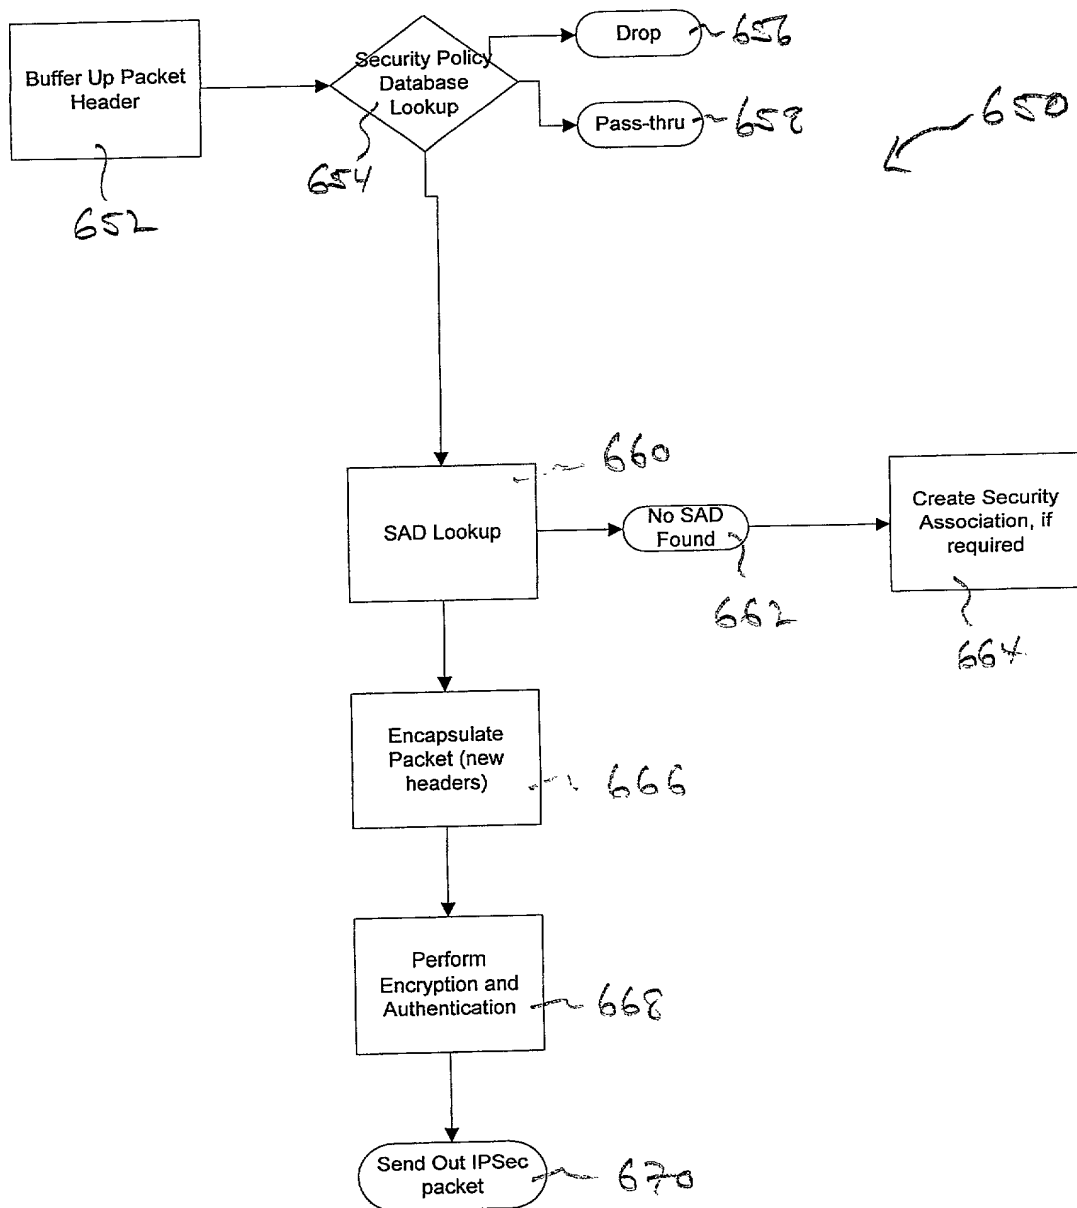 Buffer Up Packet
Header
652
Security Policy
Database
Lookup
654
Drop
656
Pass-thru
658
650
SAD Lookup
660
No SAD
Found
662
Create Security
Association, if
required
664
Encapsulate
Packet (new
headers)
666
Perform
Encryption and
Authentication
668
Send Out IPSec
packet
670